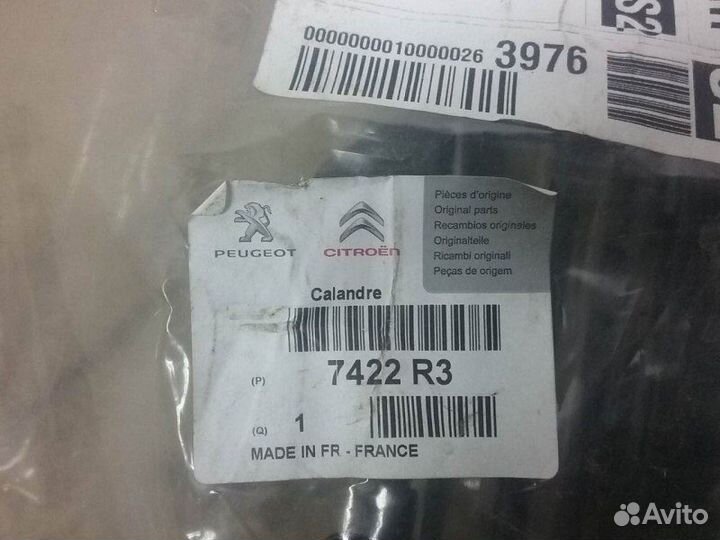 0000000010000026 3976
S2
PEUGEOT
CITROËN
Pièces d'origine
Original parts
Recambios originales
Originalteile
Ricambi originali
Peças de origem
Calandre
(P) 7422 R3
(Q) 1
MADE IN FR - FRANCE
Avito